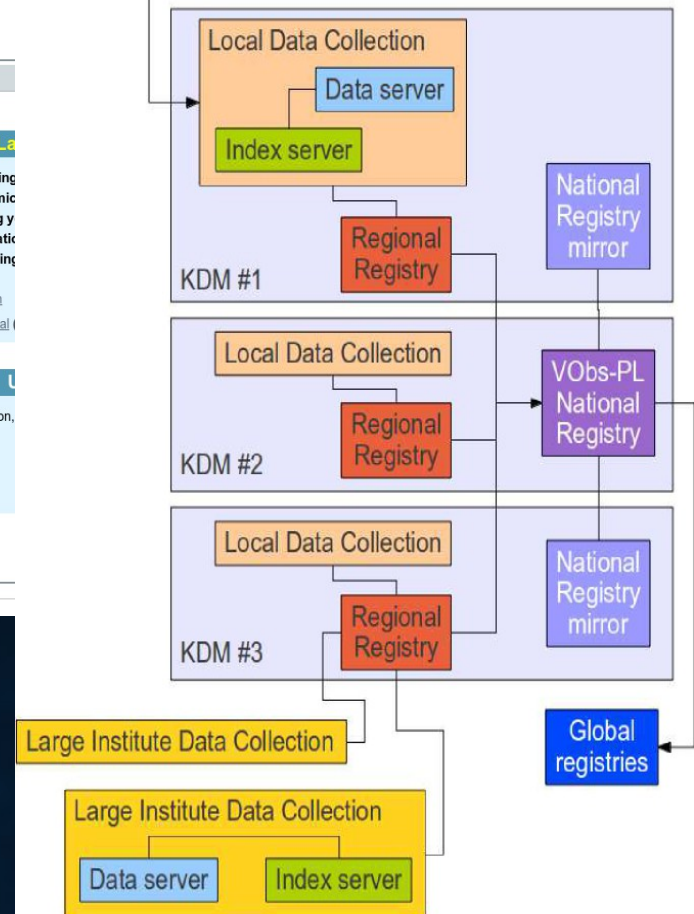 Local Data Collection
Data server
Index server
National
Registry
mirror
Regional
Registry
KDM #1
Local Data Collection
VObs-PL
National
Registry
Regional
Registry
KDM #2
Local Data Collection
National
Registry
mirror
Regional
Registry
KDM #3
Large Institute Data Collection
Global
registries
Large Institute Data Collection
Data server
Index server